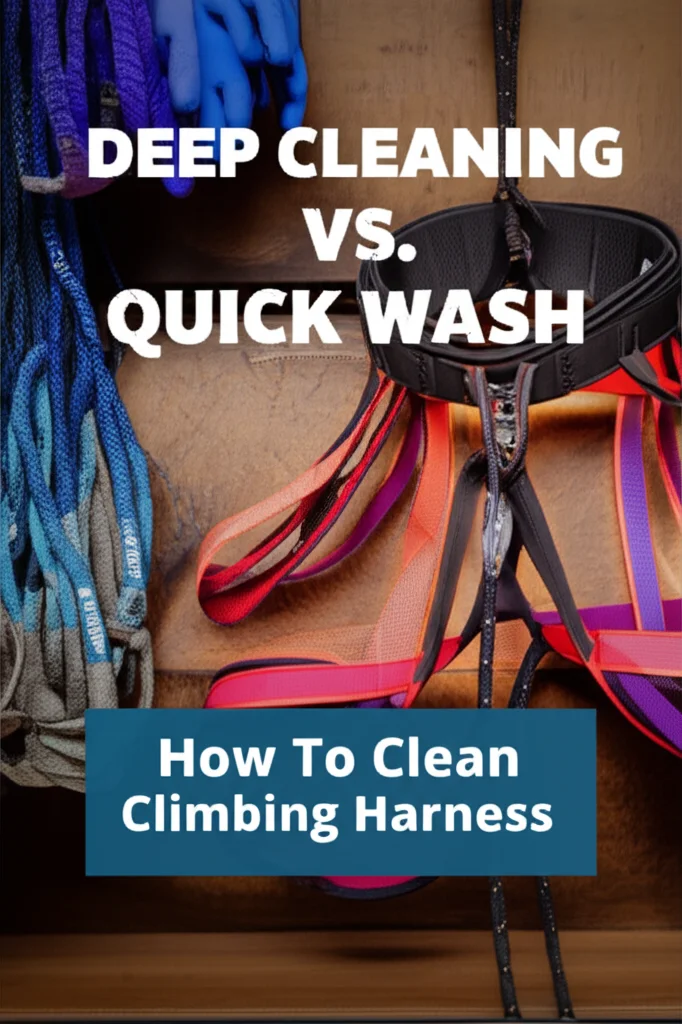 DEEP CLEANING
VS.
QUICK WASH
How To Clean
Climbing Harness